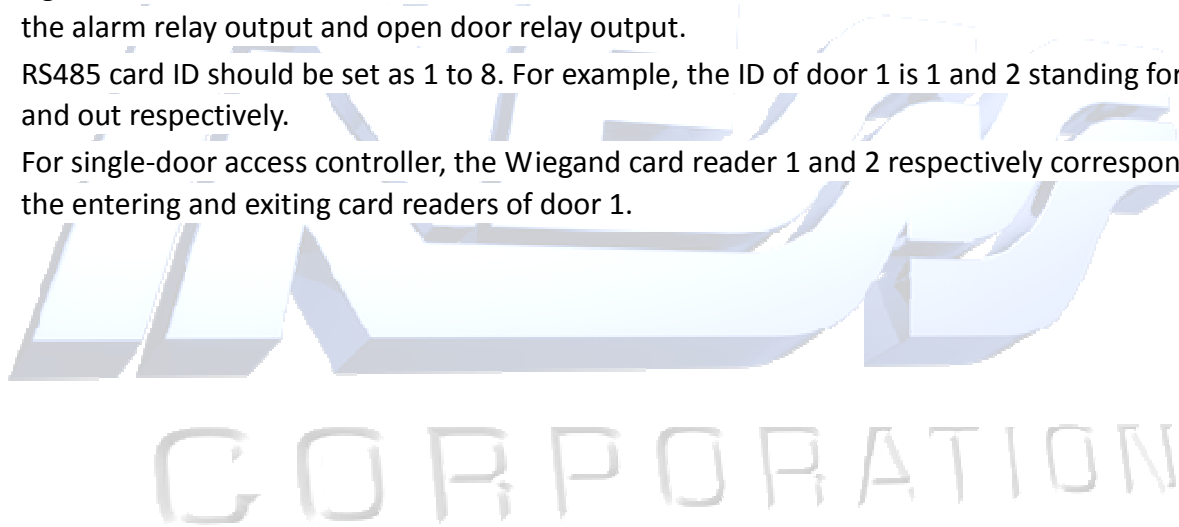 the alarm relay output and open door relay output.
RS485 card ID should be set as 1 to 8. For example, the ID of door 1 is 1 and 2 standing for
and out respectively.
For single-door access controller, the Wiegand card reader 1 and 2 respectively correspon
the entering and exiting card readers of door 1.
CORPORATION